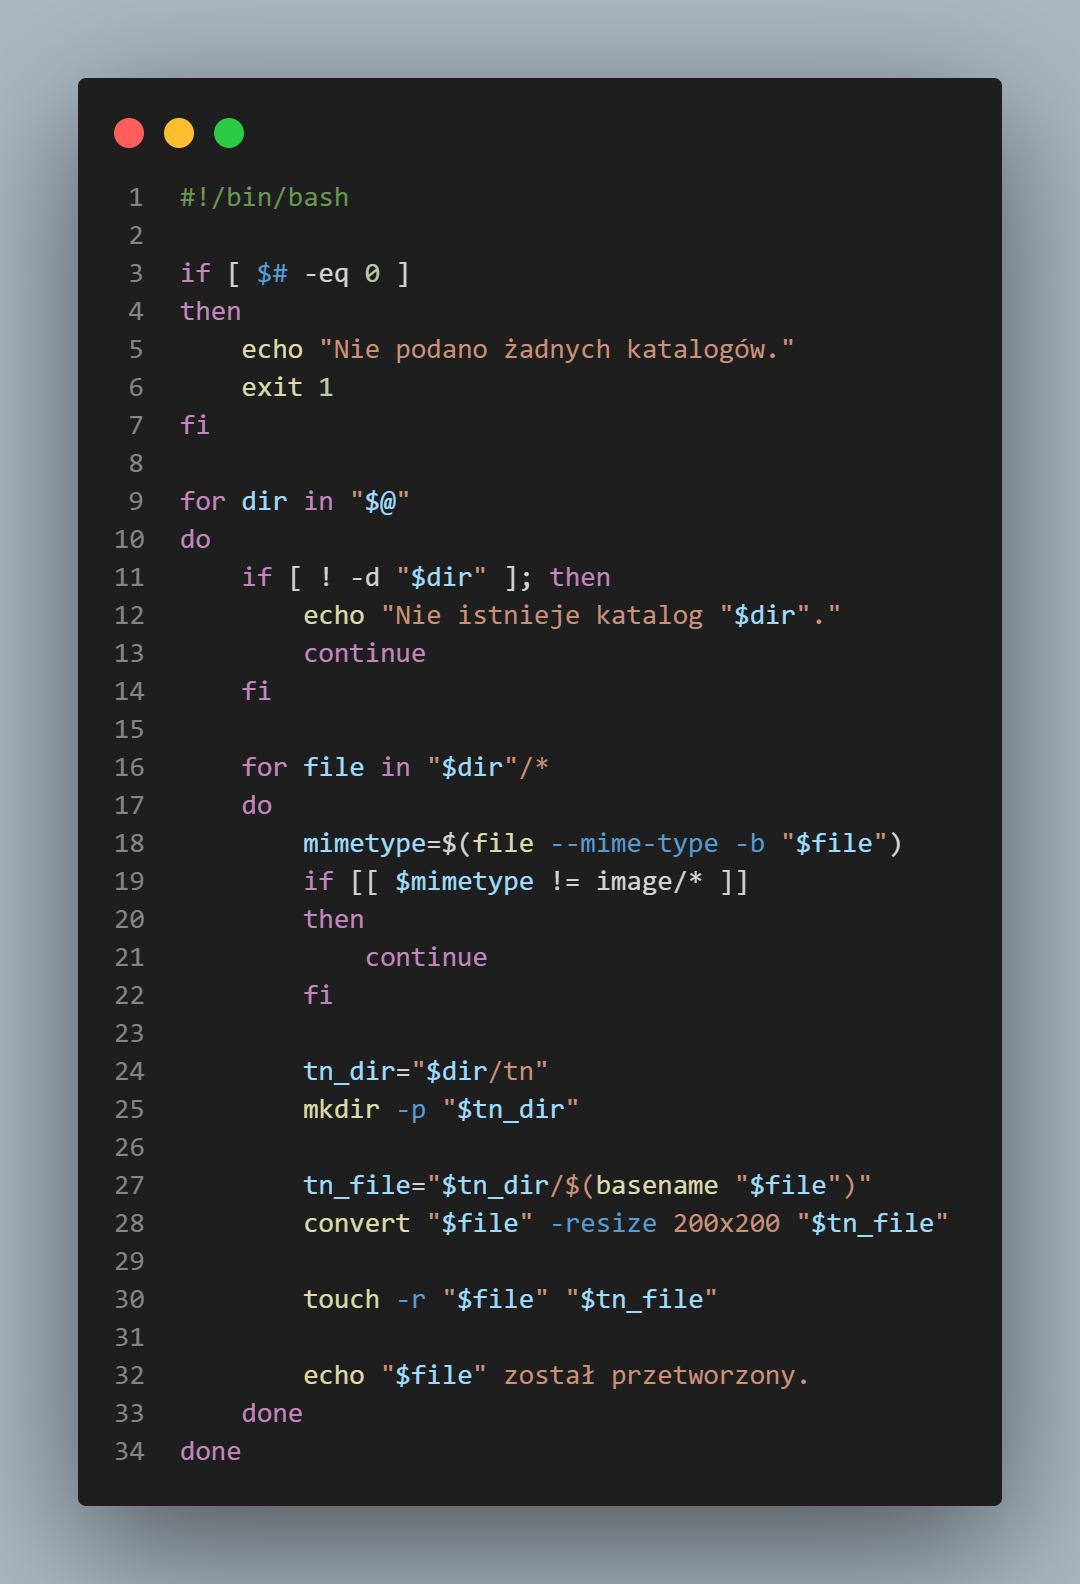 1 #!/bin/bash
2
3 if [ $# -eq 0 ]
4 then
5     echo "Nie podano żadnych katalogów."
6     exit 1
7 fi
8
9 for dir in "$@"
10 do
11     if [ ! -d "$dir" ]; then
12         echo "Nie istnieje katalog "$dir"."
13         continue
14     fi
15
16     for file in "$dir"/*
17     do
18         mimetype=$(file --mime-type -b "$file")
19         if [[ $mimetype != image/* ]]
20         then
21             continue
22         fi
23
24         tn_dir="$dir/tn"
25         mkdir -p "$tn_dir"
26
27         tn_file="$tn_dir/$(basename "$file")"
28         convert "$file" -resize 200x200 "$tn_file"
29
30         touch -r "$file" "$tn_file"
31
32         echo "$file" został przetworzony.
33     done
34 done